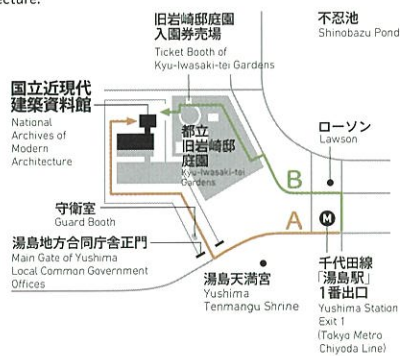 ecture.
旧岩崎邸庭園
入園券売場
Ticket Booth of
Kyu-Iwasaki-tei Gardens
不忍池
Shinobazu Pond
国立近現代
建築資料館
National
Archives of
Modern
Architecture
都立
旧岩崎邸
庭園
Kyu-Iwasaki-tei
Gardens
ローソン
Lawson
B
守衛室
Guard Booth
A
M
湯島地方合同庁舎正門
Main Gate of Yushima
Local Common Government
Offices
湯島天満宮
Yushima
Tenmangu Shrine
千代田線
「湯島駅」
1番出口
Yushima Station
Exit 1
(Tokyo Metro
Chiyoda Line)